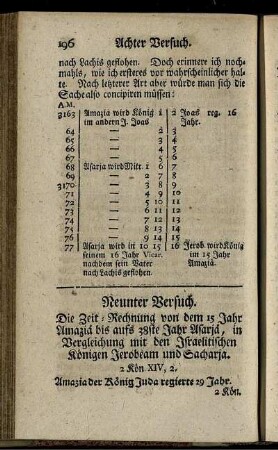 196 Achter Versuch.
nach Lachis geflohen. Doch erinnere ich noch-
mahls, wie ich ersteres vor wahrscheinlicher hal-
te. Nach letzterer Art aber würde man sich die
Sache also concipiren müssen:
A.M.
3163 Amazia wird König 1 2 Joas reg. 16
im andern J. Joas Jahr.
64 — 2 3
65 — 3 4
66 — 4 5
67 — 5 6
68 Asarja wird Mitr. 1 6 7
69 — 2 7 8
3170 — 3 8 9
71 — 4 9 10
72 — 5 10 11
73 — 6 11 12
74 — 7 12 13
75 — 8 13 14
76 — 9 14 15
77 Asarja wird in 10 15 16 Jerob. wird König
seinem 16 Jahr Vicar. im 15 Jahr
nachdem sein Vater Amaziä.
nach Lachis geflohen.
Neunter Versuch.
Die Zeit-Rechnung von dem 15 Jahr
Amaziä bis aufs 38ste Jahr Asarjä, in
Vergleichung mit den Israelitischen
Königen Jerobeam und Sacharja.
2 Kön XIV, 2.
Amazia der König Juda regierte 29 Jahr.
2 Kön.